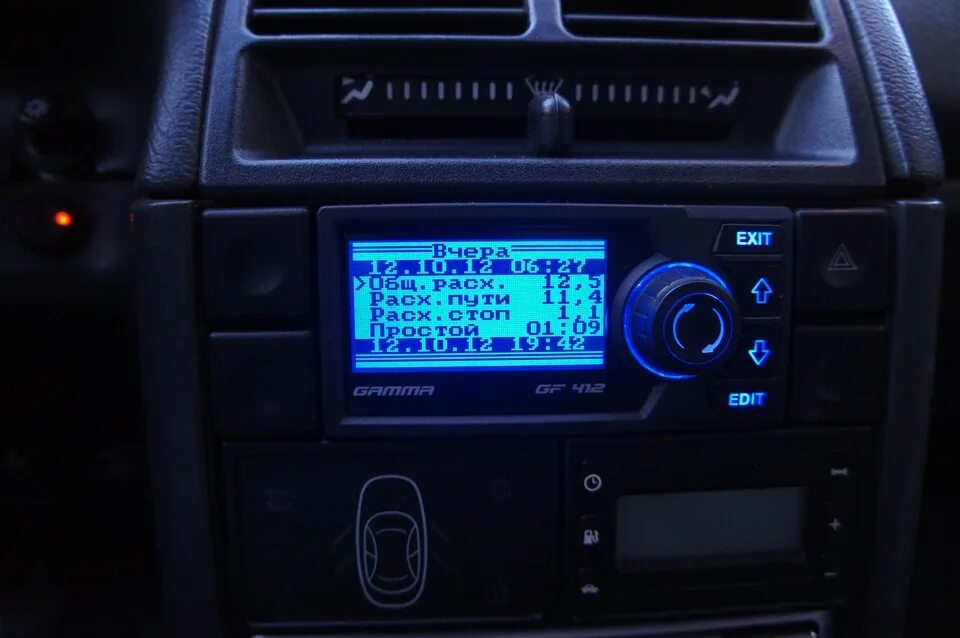 Вчера
12.10.12 06:27
>Общ.расх. 12,5
Расх.пути 11,4
Расх.стоп 1,1
Простой 01:09
12.10.12 19:42
GAMMA GF 412
EXIT
EDIT